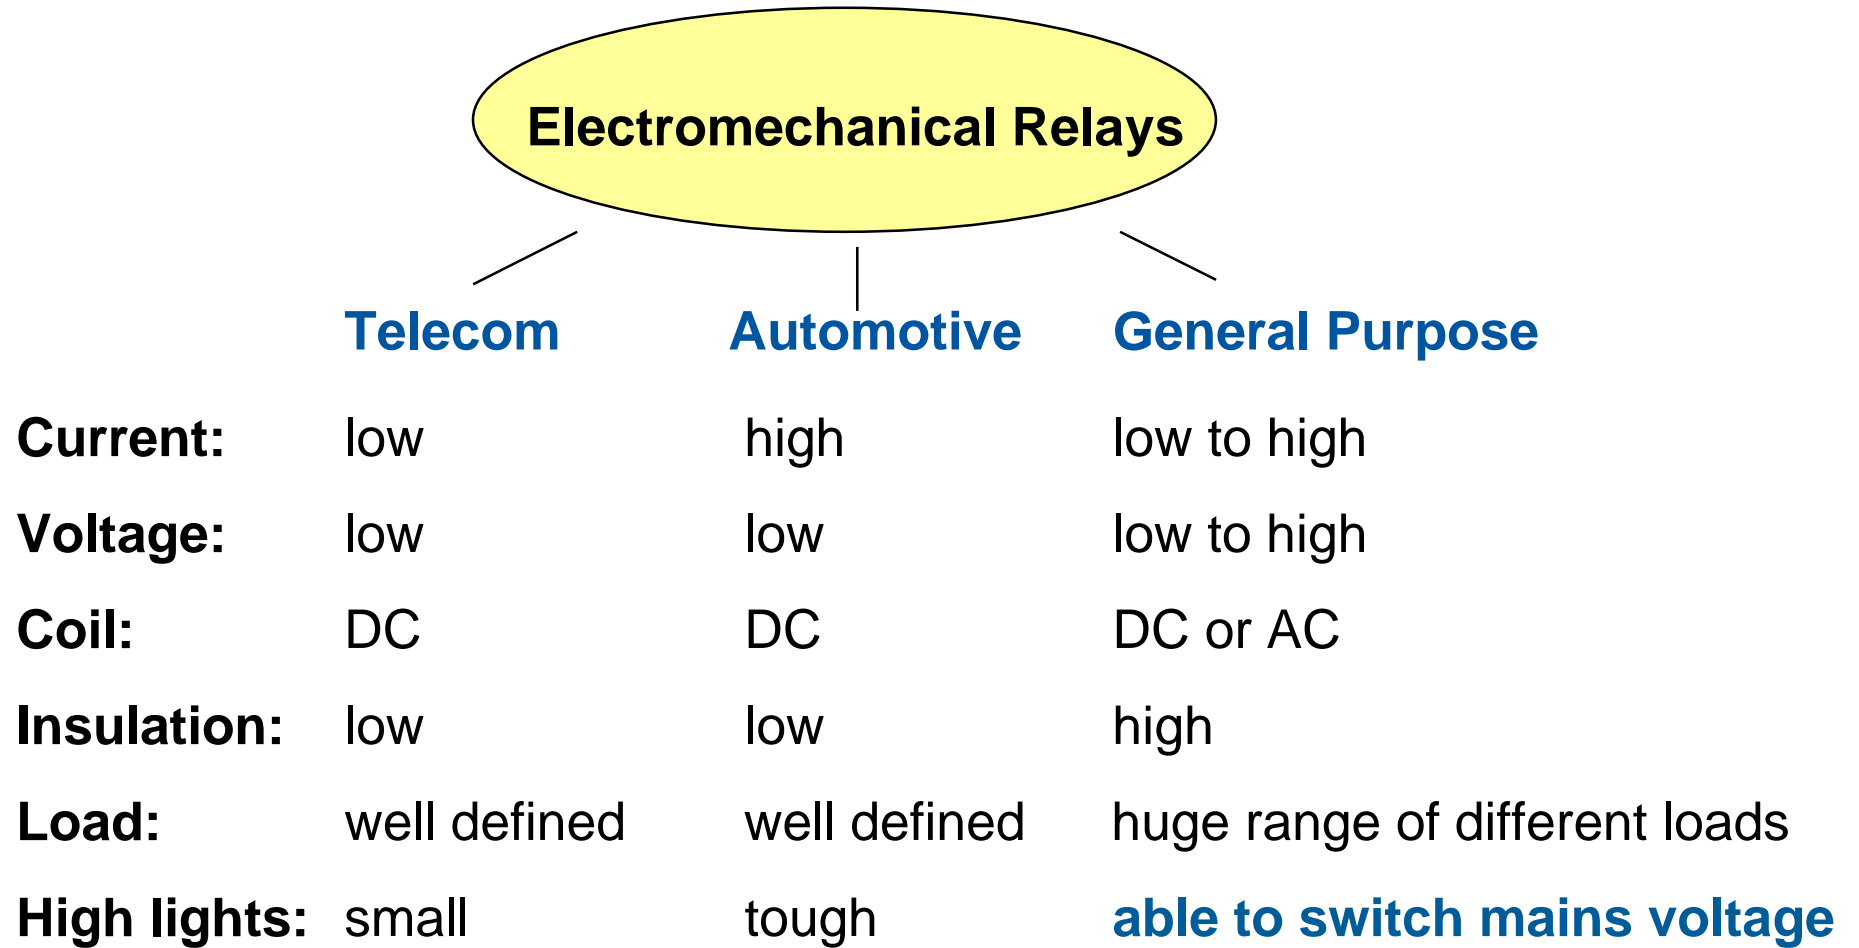 Electromechanical Relays
Telecom Automotive General Purpose
Current: low high low to high
Voltage: low low low to high
Coil: DC DC DC or AC
Insulation: low low high
Load: well defined well defined huge range of different loads
High lights: small tough able to switch mains voltage